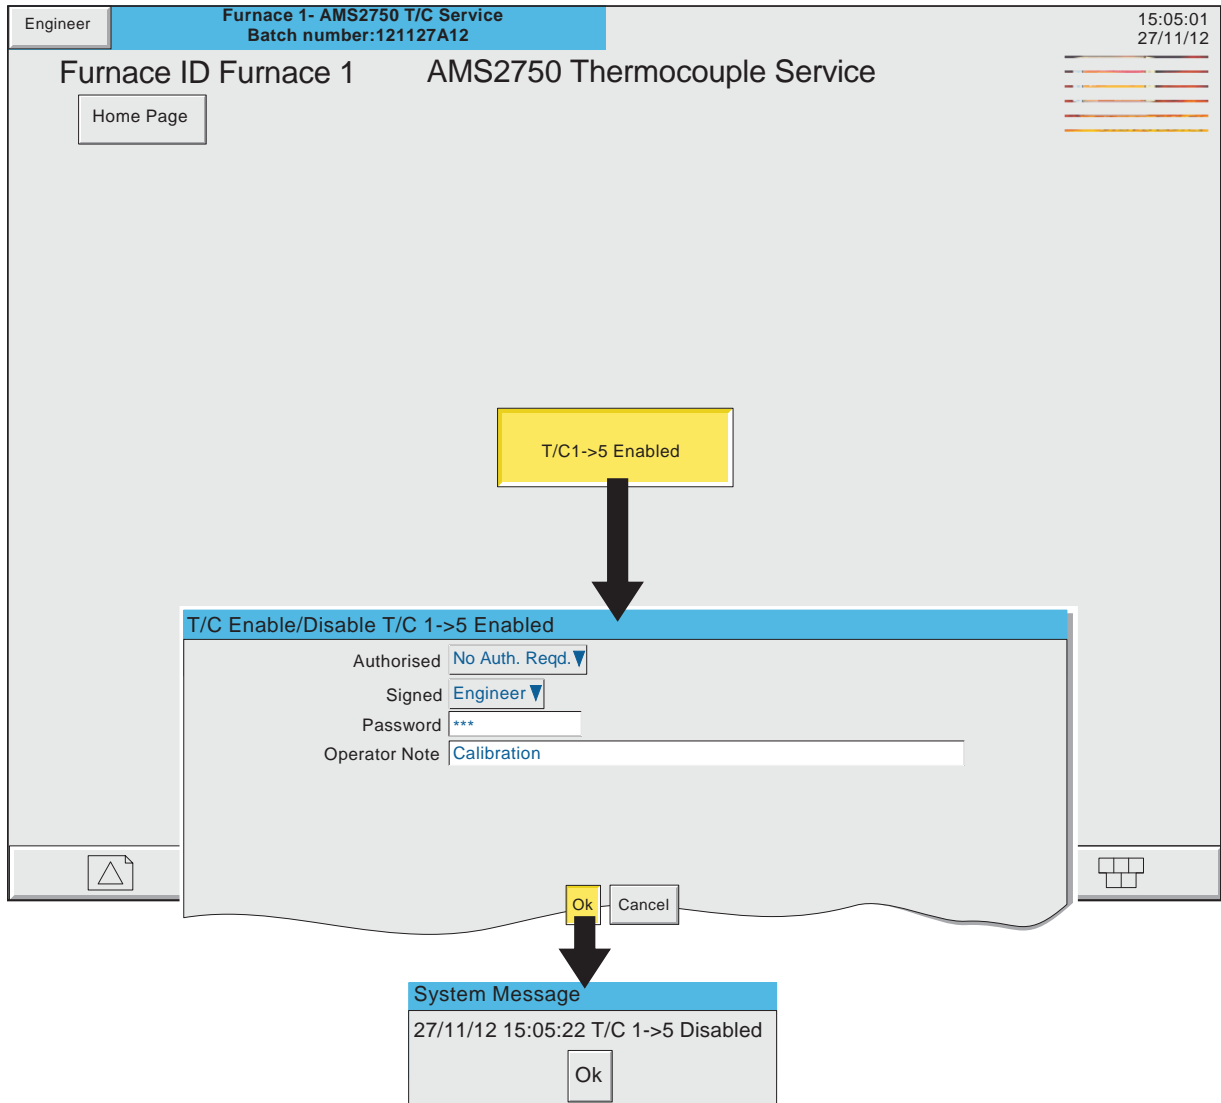 Engineer
Furnace 1- AMS2750 T/C Service
Batch number:121127A12
15:05:01
27/11/12
Furnace ID Furnace 1
AMS2750 Thermocouple Service
Home Page
T/C1->5 Enabled
T/C Enable/Disable T/C 1->5 Enabled
Authorised No Auth. Reqd.
Signed Engineer
Password ***
Operator Note Calibration
Ok Cancel
System Message
27/11/12 15:05:22 T/C 1->5 Disabled
Ok